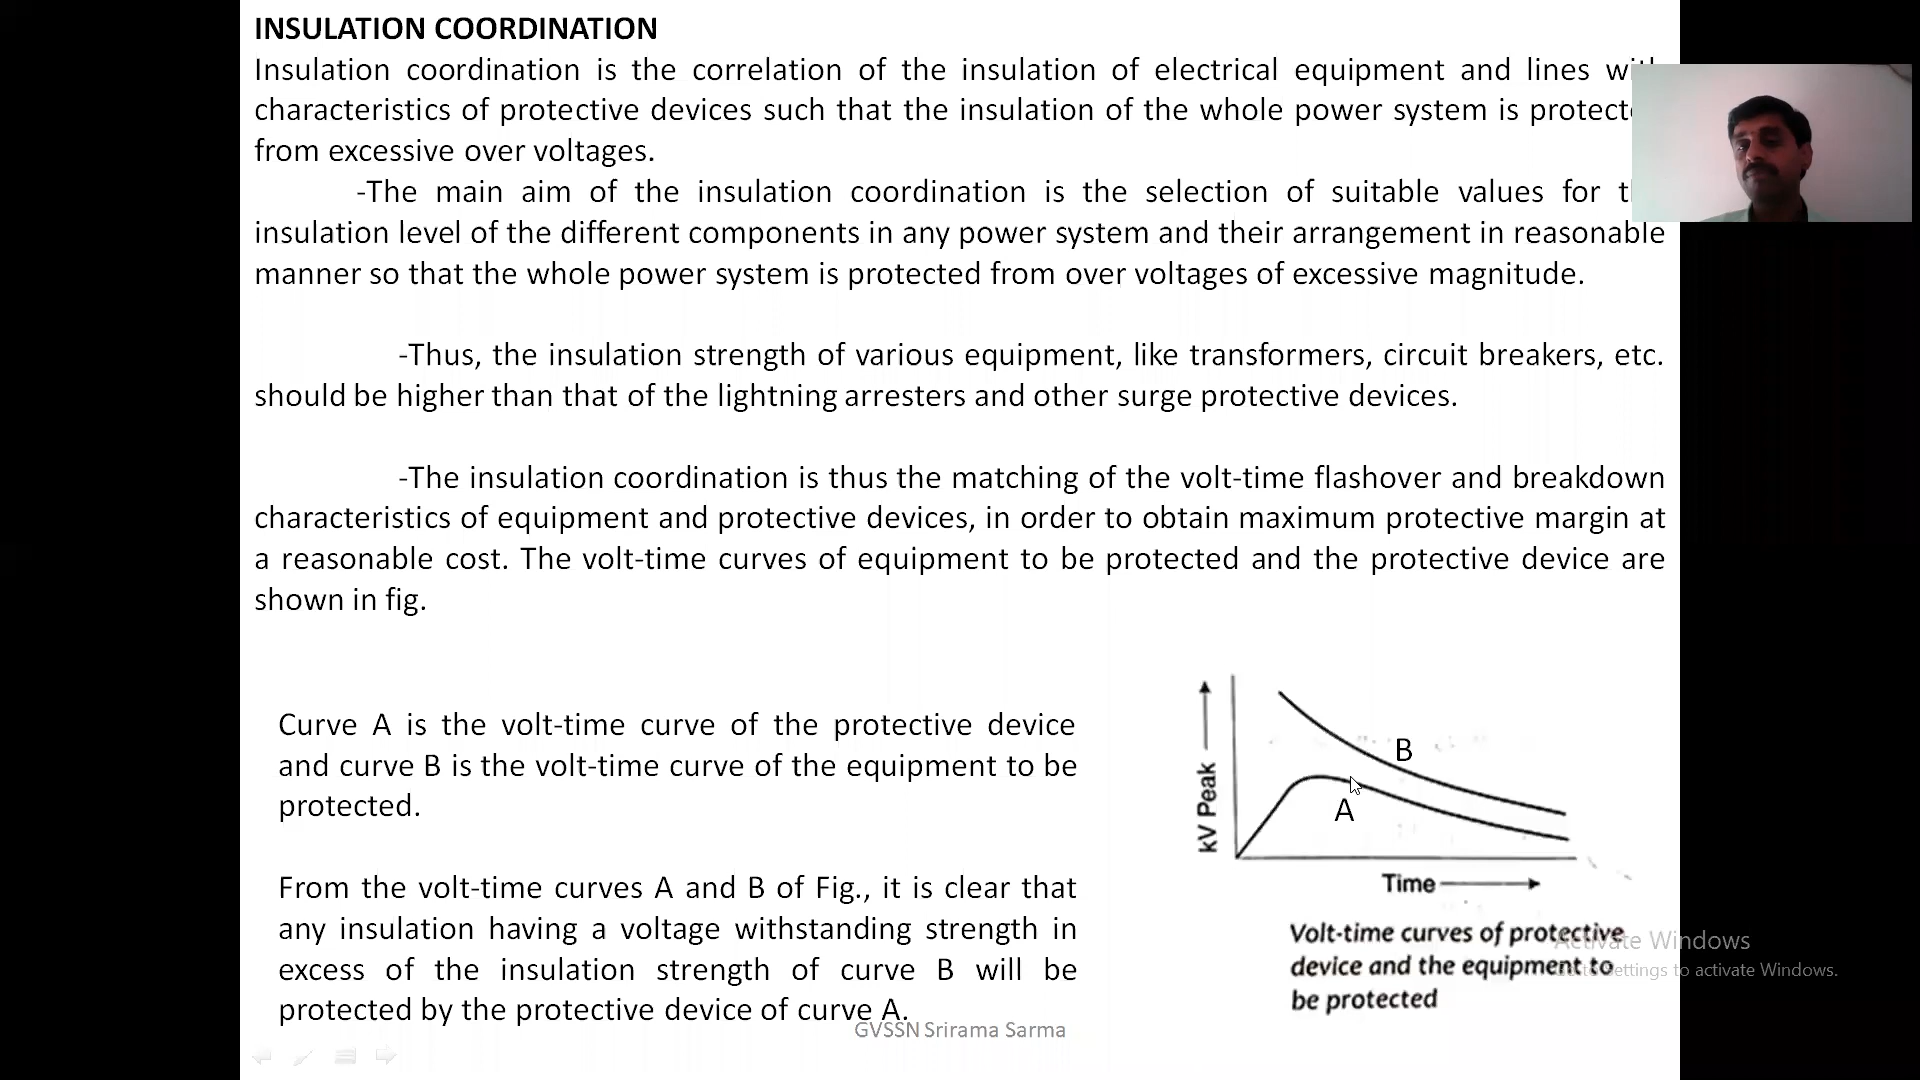 INSULATION COORDINATION
Insulation coordination is the correlation of the insulation of electrical equipment and lines
characteristics of protective devices such that the insulation of the whole power system is
from excessive over voltages.
-The main aim of the insulation coordination is the selection of suitable values for
insulation level of the different components in any power system and their arrangement in reasonable
manner so that the whole power system is protected from over voltages of excessive magnitude.
-Thus, the insulation strength of various equipment, like transformers, circuit breakers, etc.
should be higher than that of the lightning arresters and other surge protective devices.
-The insulation coordination is thus the matching of the volt-time flashover and breakdown
characteristics of equipment and protective devices, in order to obtain maximum protective margin at
a reasonable cost. The volt-time curves of equipment to be protected and the protective device are
shown in fig.
Curve A is the volt-time curve of the protective device
and curve B is the volt-time curve of the equipment to be
protected.
From the volt-time curves A and B of Fig., it is clear that
any insulation having a voltage withstanding strength in
excess of the insulation strength of curve B will be
protected by the protective device of curve A.
kV Peak
B
A
Time
Volt-time curves of protective
device and the equipment to
be protected
Activate Windows
Go to Settings to activate Windows.
GVSSN Srirama Sarma